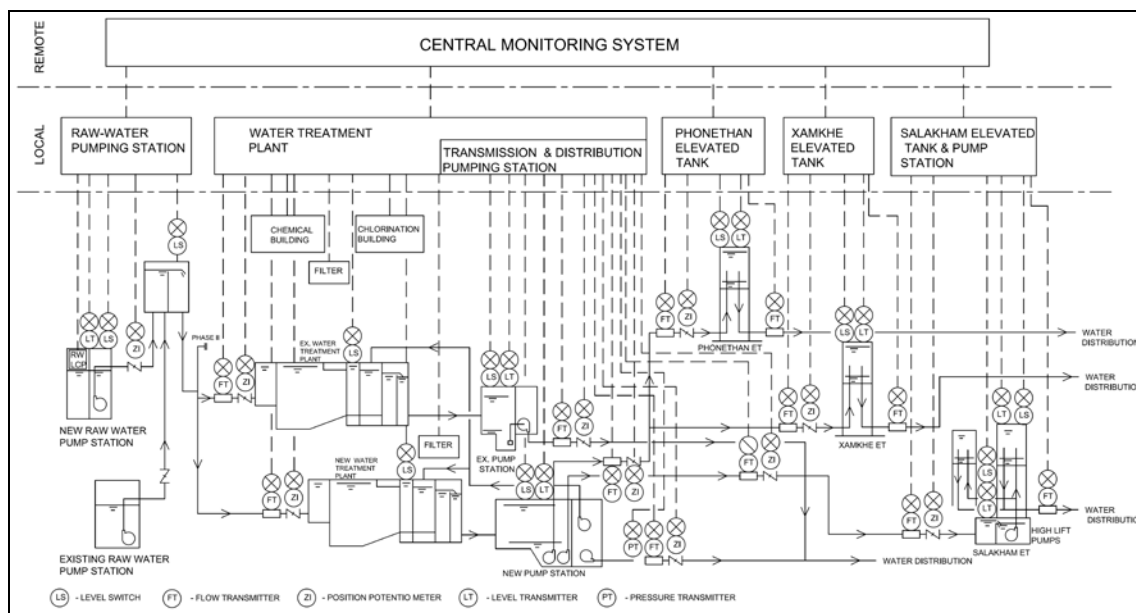 REMOTE
CENTRAL MONITORING SYSTEM
LOCAL
RAW-WATER
PUMPING STATION
WATER TREATMENT
PLANT
TRANSMISSION & DISTRIBUTION
PUMPING STATION
PHONETHAN
ELEVATED
TANK
XAMKHE
ELEVATED
TANK
SALAKHAM ELEVATED
TANK & PUMP
STATION
CHEMICAL
BUILDING
CHLORINATION
BUILDING
FILTER
LS
LS
LT
PHASE II
LT
LS
ZI
RW
LCP
NEW RAW WATER
PUMP STATION
EX. WATER
TREATMENT
PLANT
LS
FT
ZI
LS
LT
FT
ZI
FT
ZI
FT
PHONETHAN ET
WATER
DISTRIBUTION
LS
LT
FT
ZI
FT
XAMKHE ET
WATER
DISTRIBUTION
FILTER
EX. PUMP
STATION
NEW WATER
TREATMENT
PLANT
LS
FT
ZI
LS
LT
FT
ZI
FT
ZI
PT
FT
ZI
NEW PUMP STATION
WATER DISTRIBUTION
LT
LS
LS
LT
FT
ZI
FT
HIGH LIFT
PUMPS
SALAKHAM ET
WATER
DISTRIBUTION
EXISTING RAW WATER
PUMP STATION
LS - LEVEL SWITCH
FT - FLOW TRANSMITTER
ZI - POSITION POTENTIO METER
LT - LEVEL TRANSMITTER
PT - PRESSURE TRANSMITTER